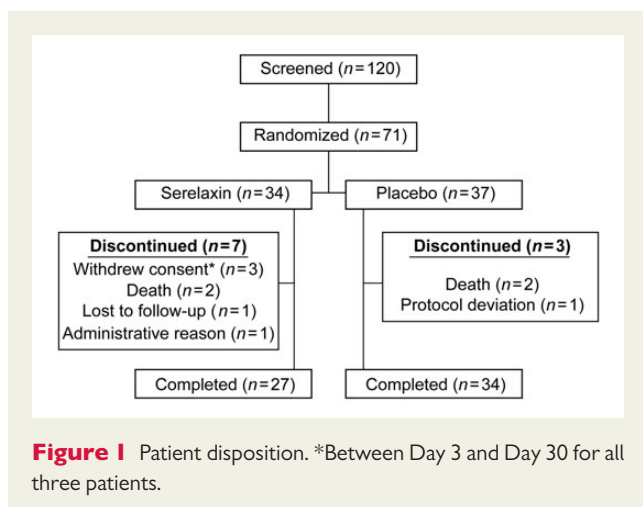 Screened (n=120)
Randomized (n=71)
Serelaxin (n=34)
Placebo (n=37)
Discontinued (n=7)
Withdrew consent* (n=3)
Death (n=2)
Lost to follow-up (n=1)
Administrative reason (n=1)
Discontinued (n=3)
Death (n=2)
Protocol deviation (n=1)
Completed (n=27)
Completed (n=34)
Figure 1 Patient disposition. *Between Day 3 and Day 30 for all
three patients.